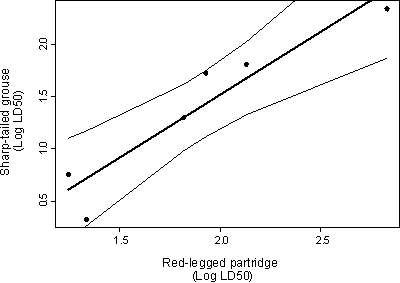 Sharp-tailed grouse
(Log LD50)
2.0
1.5
1.0
0.5
1.5 2.0 2.5
Red-legged partridge
(Log LD50)